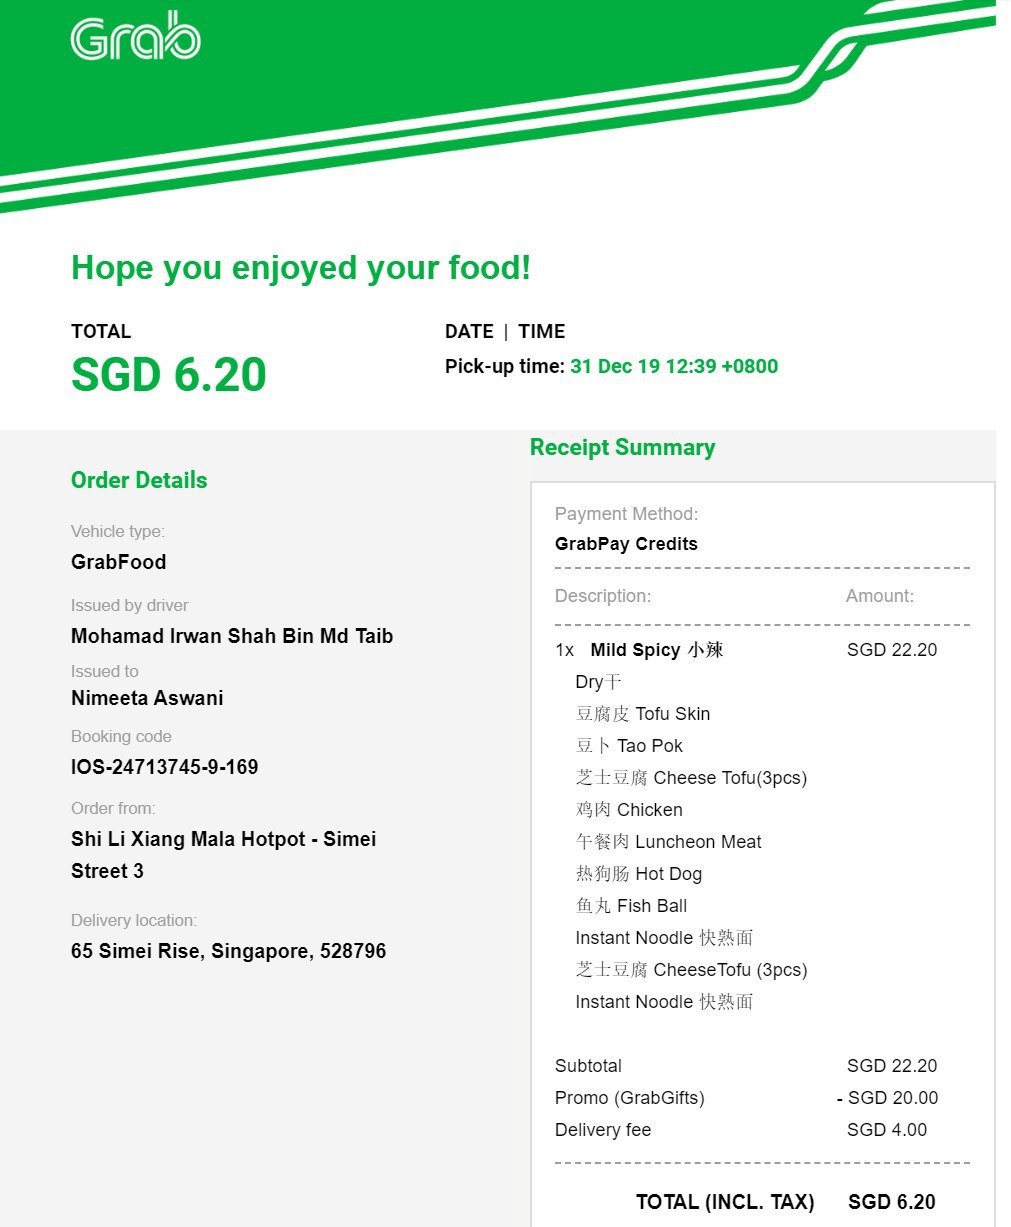 Grab
Hope you enjoyed your food!
TOTAL
SGD 6.20
DATE | TIME
Pick-up time: 31 Dec 19 12:39 +0800
Order Details
Vehicle type:
GrabFood
Issued by driver
Mohamad Irwan Shah Bin Md Taib
Issued to
Nimeeta Aswani
Booking code
IOS-24713745-9-169
Order from:
Shi Li Xiang Mala Hotpot - Simei
Street 3
Delivery location:
65 Simei Rise, Singapore, 528796
Receipt Summary
Payment Method:
GrabPay Credits
Description: Amount:
1x Mild Spicy 小辣 SGD 22.20
Dry干
豆腐皮 Tofu Skin
豆卜 Tao Pok
芝士豆腐 Cheese Tofu(3pcs)
鸡肉 Chicken
午餐肉 Luncheon Meat
热狗肠 Hot Dog
鱼丸 Fish Ball
Instant Noodle 快熟面
芝士豆腐 CheeseTofu (3pcs)
Instant Noodle 快熟面
Subtotal SGD 22.20
Promo (GrabGifts) - SGD 20.00
Delivery fee SGD 4.00
TOTAL (INCL. TAX) SGD 6.20